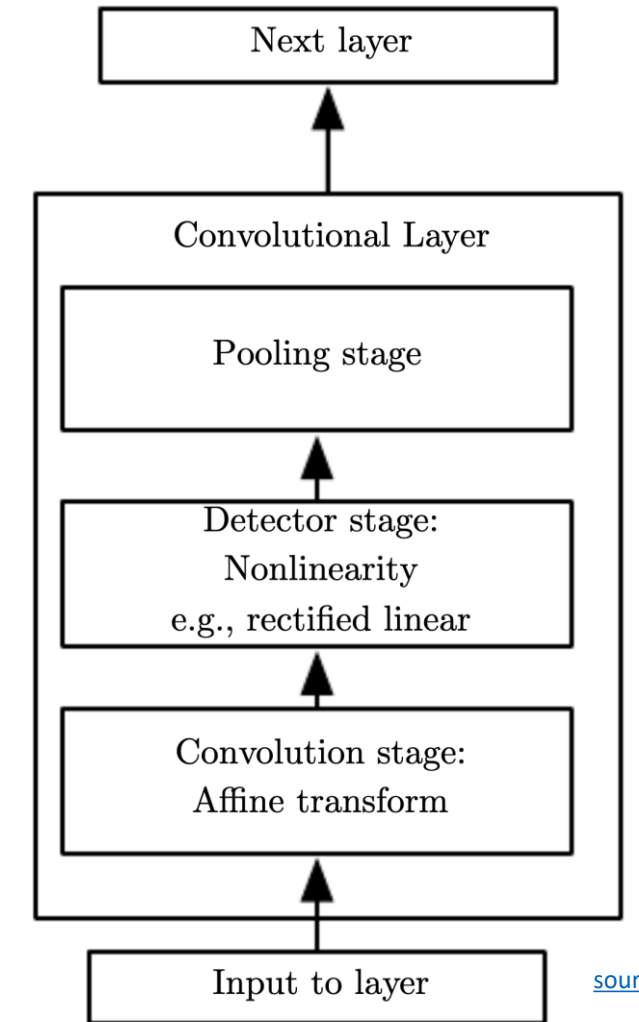 Next layer
Convolutional Layer
Pooling stage
Detector stage:
Nonlinearity
e.g., rectified linear
Convolution stage:
Affine transform
Input to layer